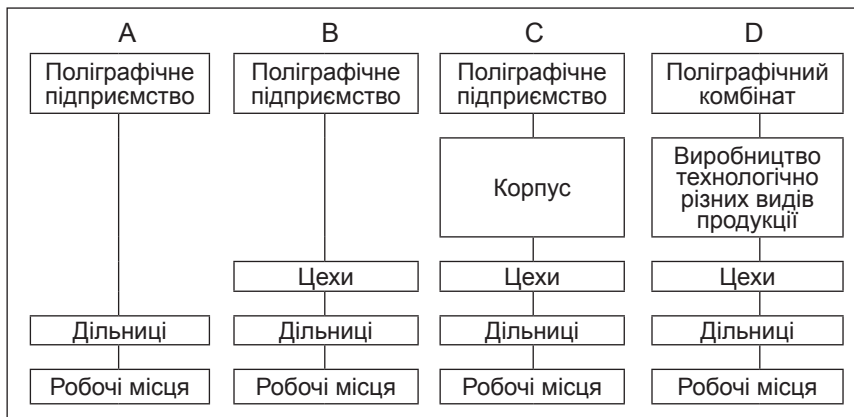 A
B
C
D
Поліграфічне
підприємство
Поліграфічне
підприємство
Поліграфічне
підприємство
Поліграфічний
комбінат
Корпус
Виробництво
технологічно
різних видів
продукції
Цехи
Цехи
Цехи
Дільниці
Дільниці
Дільниці
Дільниці
Робочі місця
Робочі місця
Робочі місця
Робочі місця